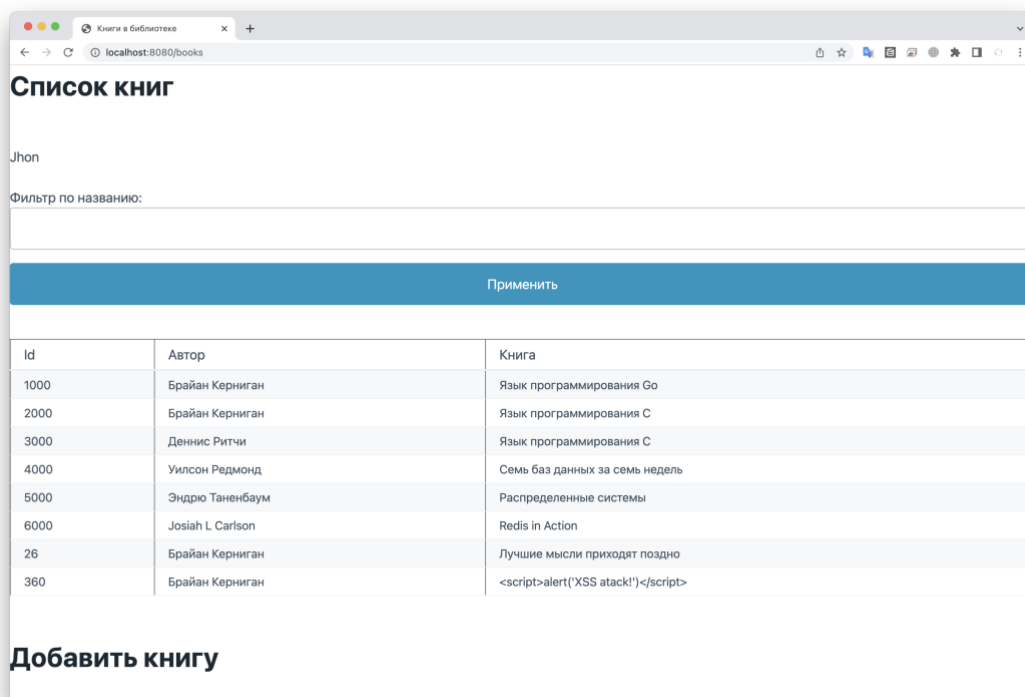 Книги в библиотеке
localhost:8080/books
Список книг
Jhon
Фильтр по названию:
Применить
Id Автор Книга
1000 Брайан Керниган Язык программирования Go
2000 Брайан Керниган Язык программирования C
3000 Деннис Ритчи Язык программирования C
4000 Уилсон Редмонд Семь баз данных за семь недель
5000 Эндрю Таненбаум Распределенные системы
6000 Josiah L Carlson Redis in Action
26 Брайан Керниган Лучшие мысли приходят поздно
360 Брайан Керниган <script>alert('XSS atack!')</script>
Добавить книгу